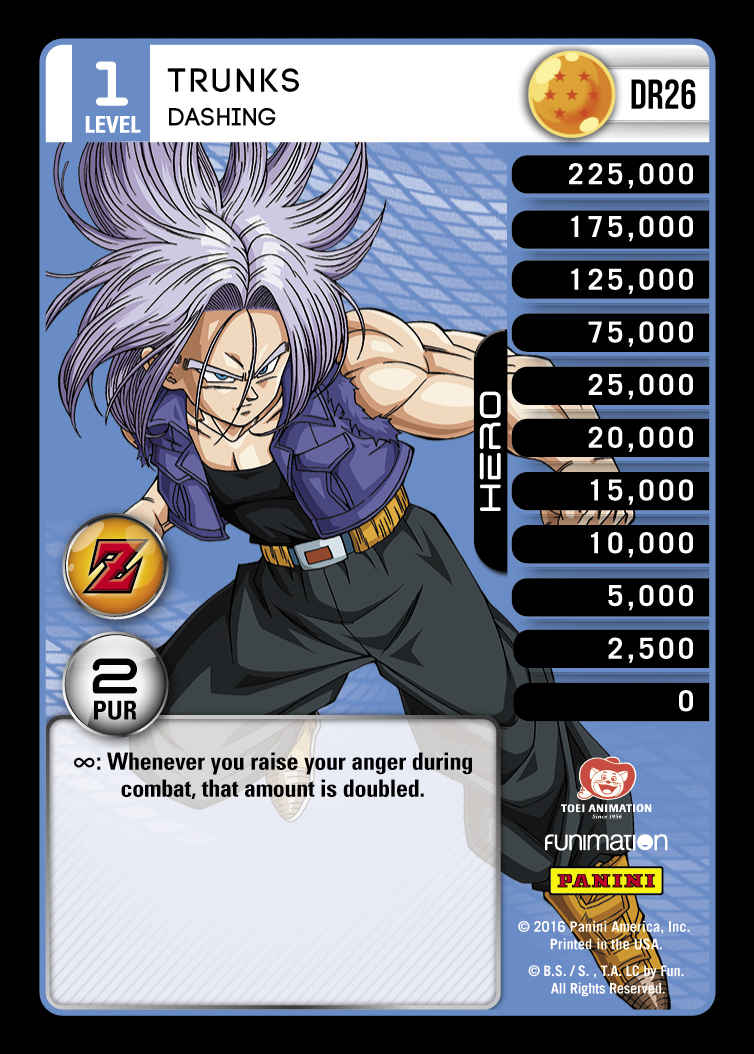 1
LEVEL
TRUNKS
DASHING
DR26
225,000
175,000
125,000
75,000
25,000
20,000
15,000
10,000
5,000
2,500
0
HERO
Z
2
PUR
∞: Whenever you raise your anger during
combat, that amount is doubled.
TOEI ANIMATION
Since 1956
FUNIMATION
PANINI
© 2016 Panini America, Inc.
Printed in the USA.
© B.S. / S. , T.A. LC by Fun.
All Rights Reserved.